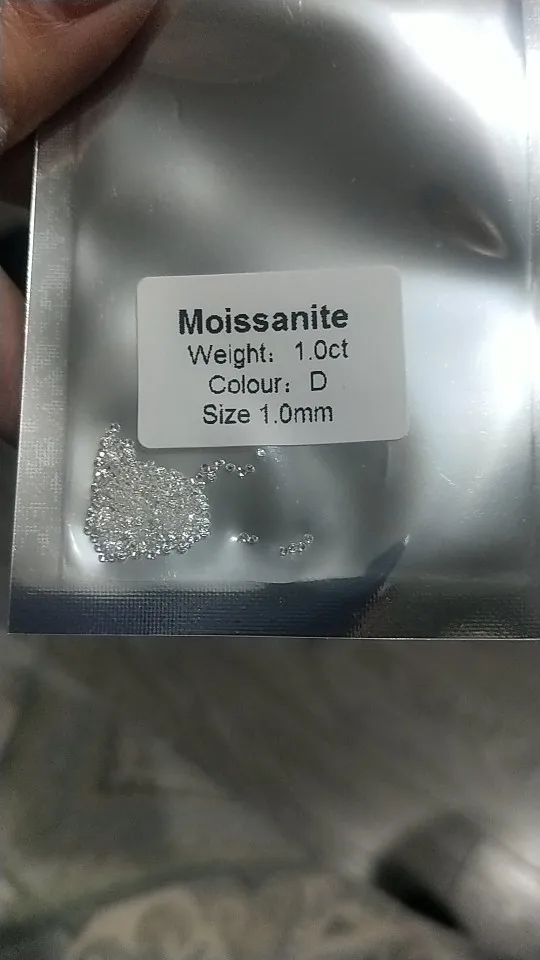 Moissanite
Weight: 1.0ct
Colour: D
Size 1.0mm